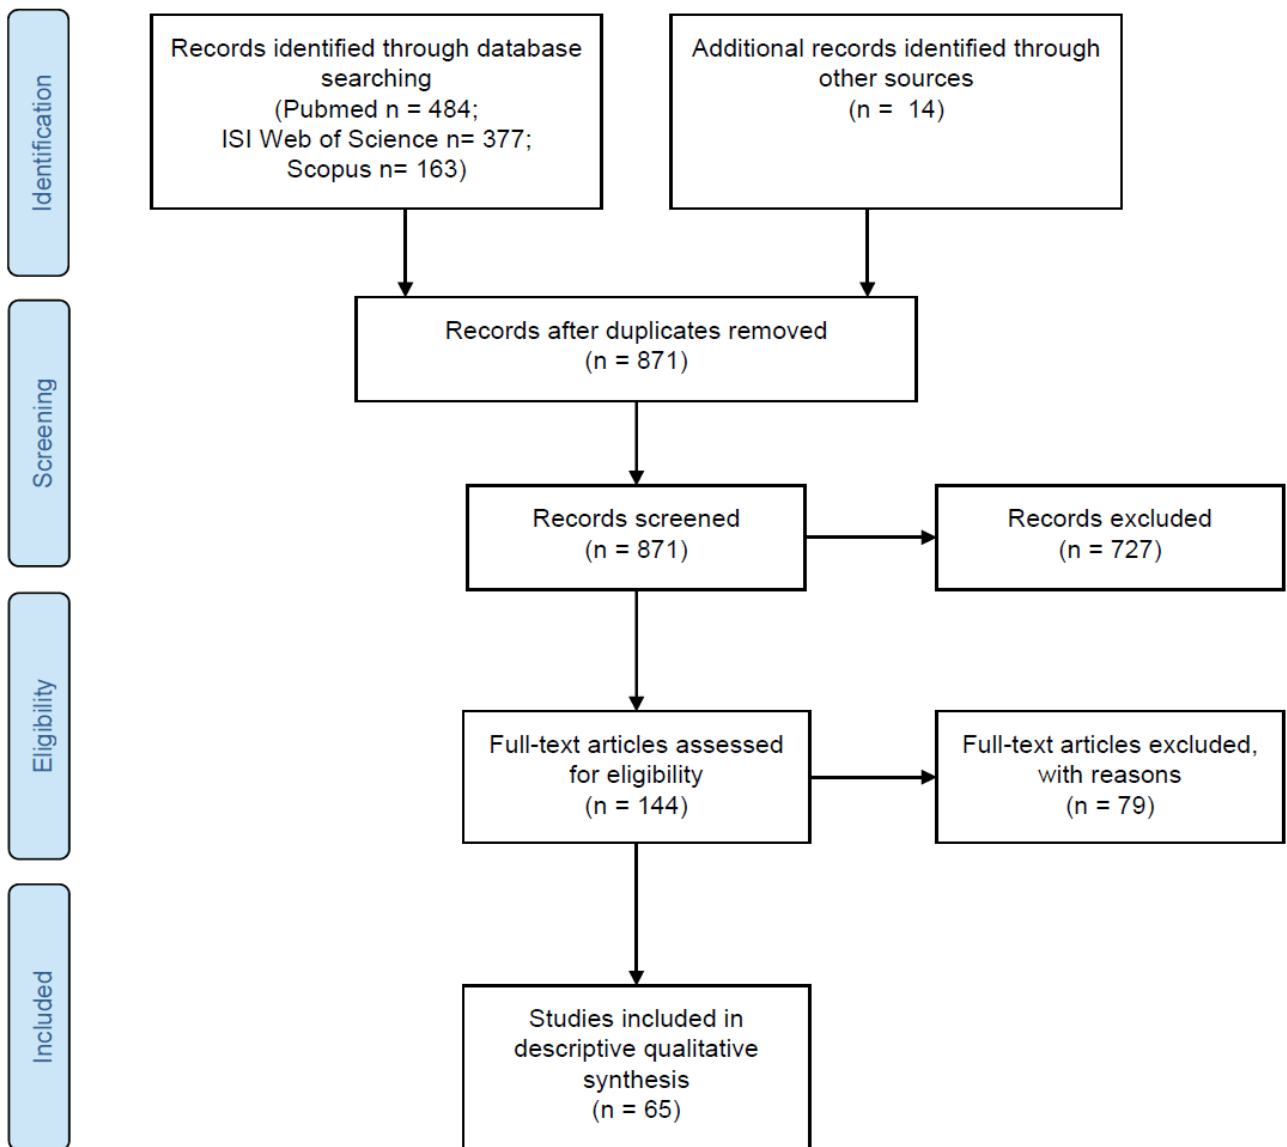 Identification
Records identified through database
searching
(Pubmed n = 484;
ISI Web of Science n= 377;
Scopus n= 163)
Additional records identified through
other sources
(n =  14)
Screening
Records after duplicates removed
(n = 871)
Records screened
(n = 871)
Records excluded
(n = 727)
Eligibility
Full-text articles assessed
for eligibility
(n = 144)
Full-text articles excluded,
with reasons
(n = 79)
Included
Studies included in
descriptive qualitative
synthesis
(n = 65)